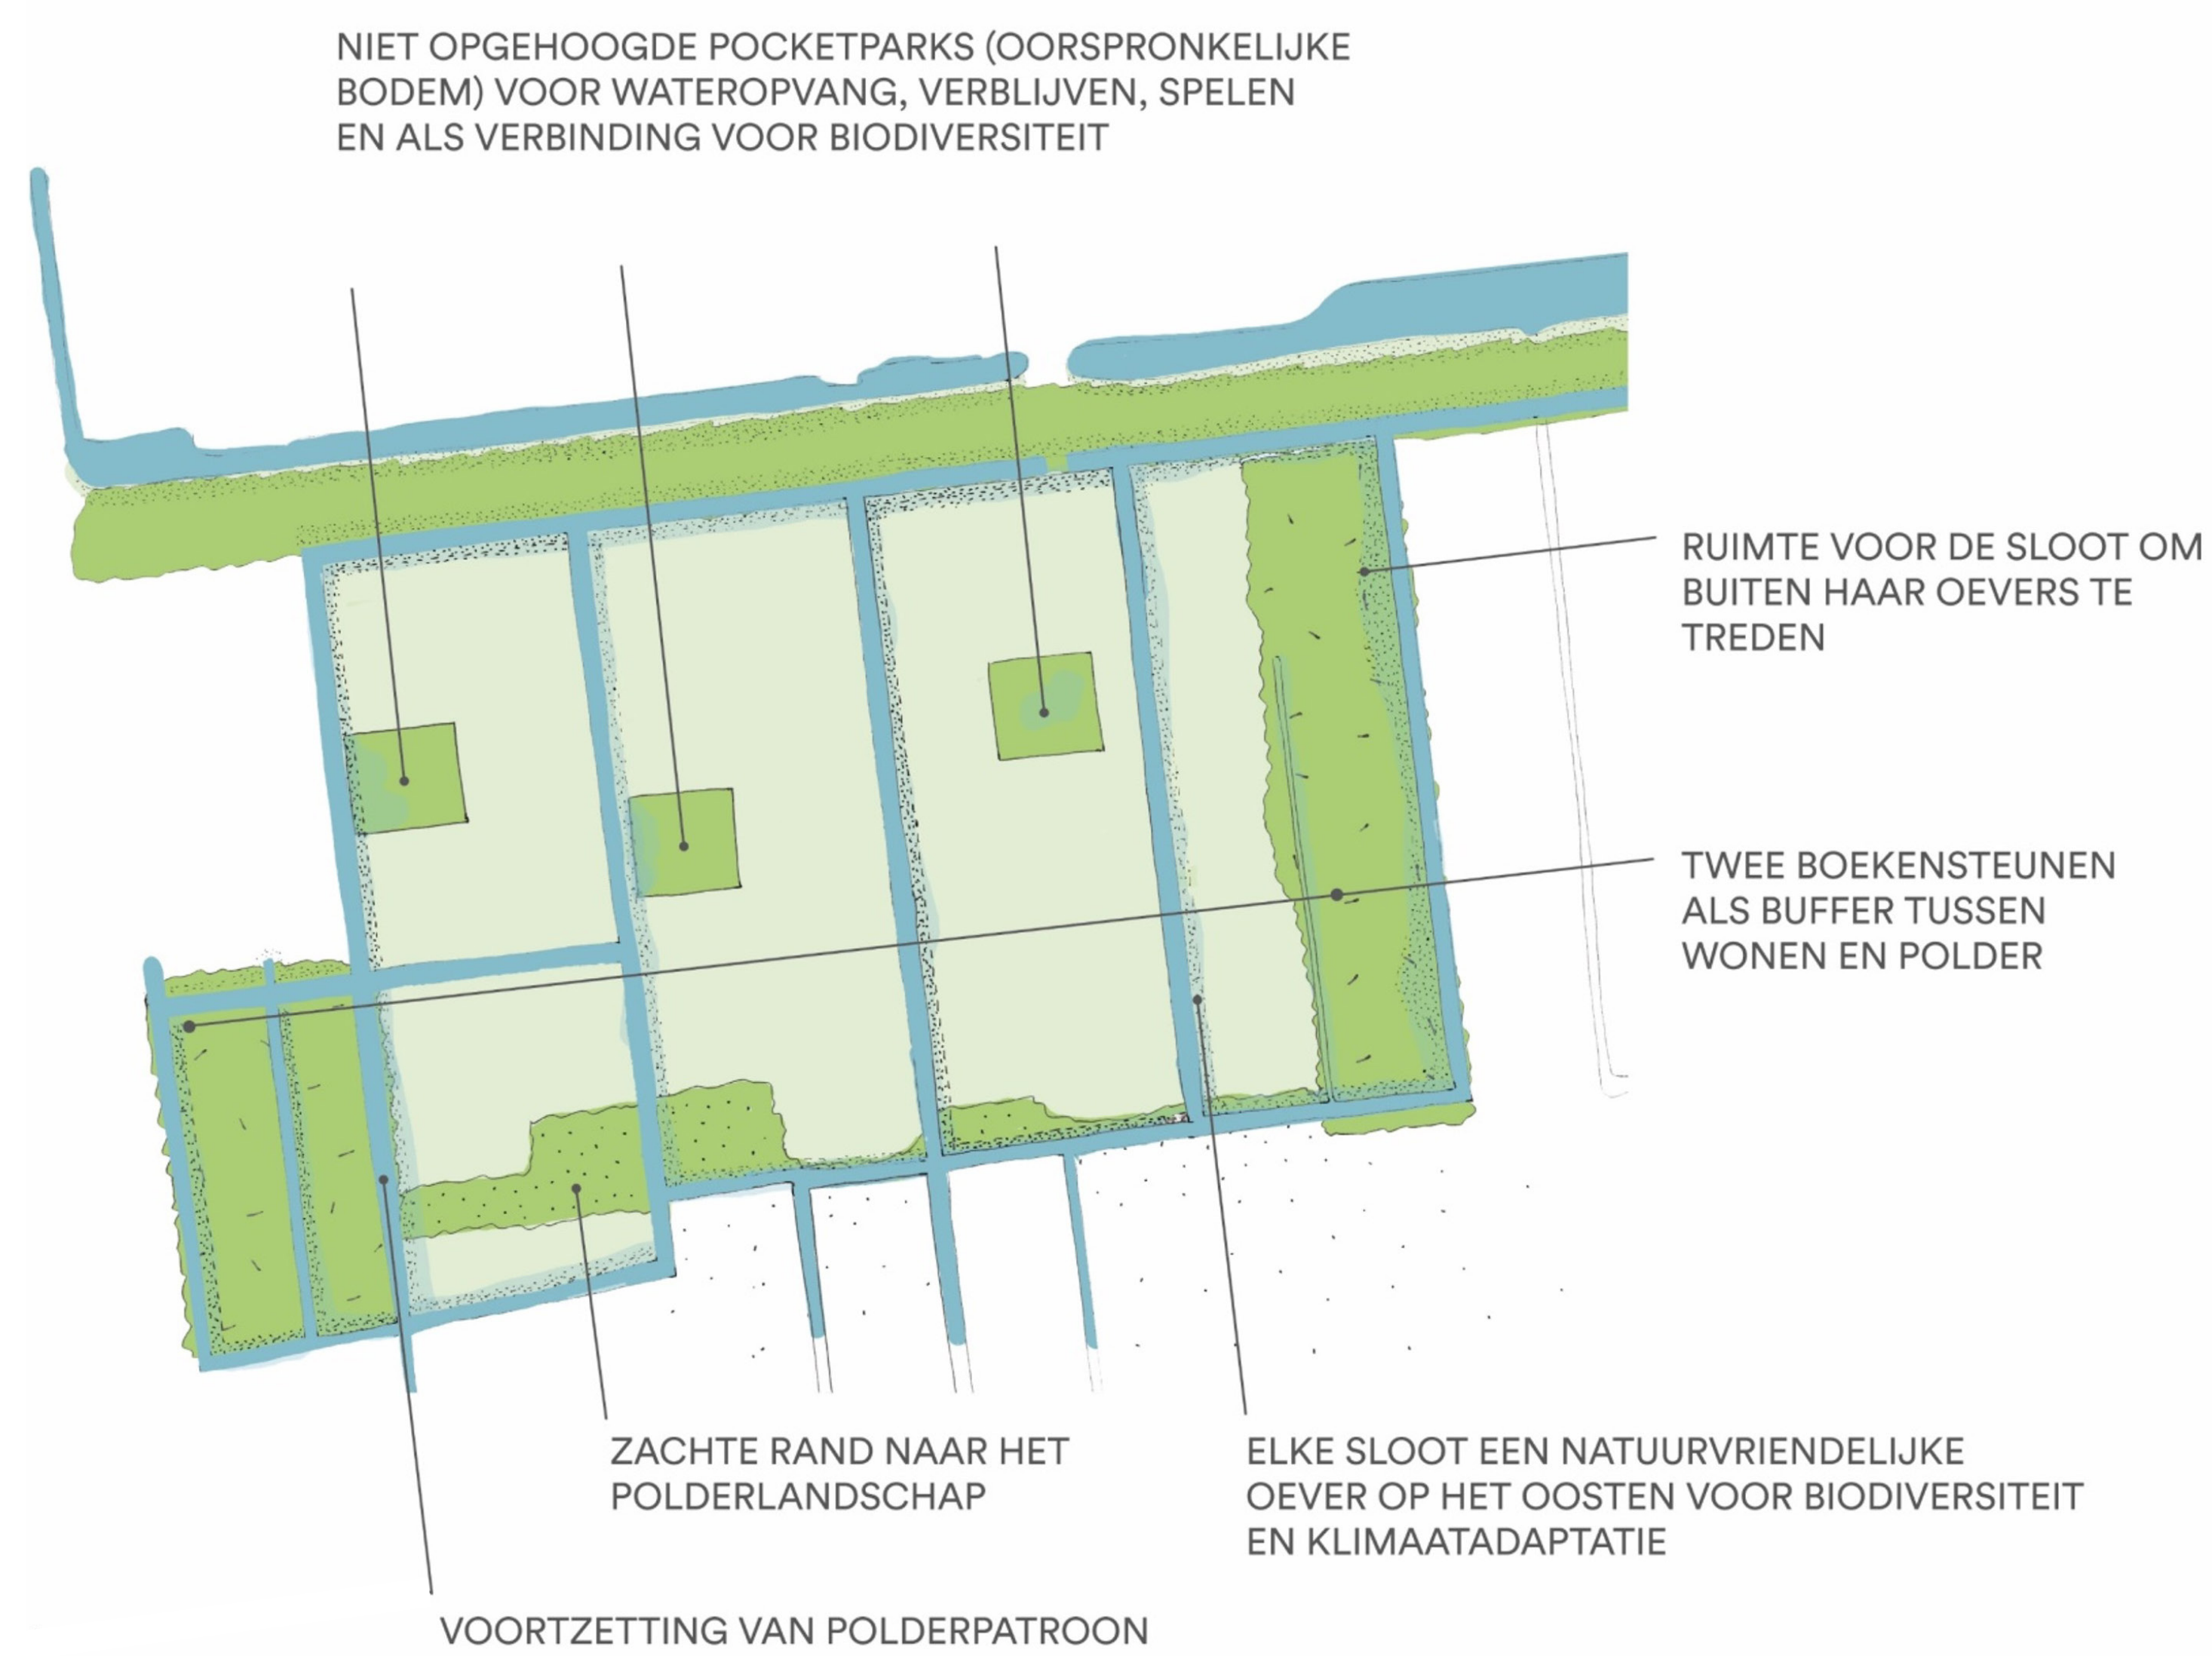 NIET OPGEHOOGDE POCKETPARKS (OORSPRONKELIJKE
BODEM) VOOR WATEROPVANG, VERBLIJVEN, SPELEN
EN ALS VERBINDING VOOR BIODIVERSITEIT
RUIMTE VOOR DE SLOOT OM
BUITEN HAAR OEVERS TE
TREDEN
TWEE BOEKENSTEUNEN
ALS BUFFER TUSSEN
WONEN EN POLDER
ZACHTE RAND NAAR HET
POLDERLANDSCHAP
ELKE SLOOT EEN NATUURVRIENDELIJKE
OEVER OP HET OOSTEN VOOR BIODIVERSITEIT
EN KLIMAATADAPTATIE
VOORTZETTING VAN POLDERPATROON